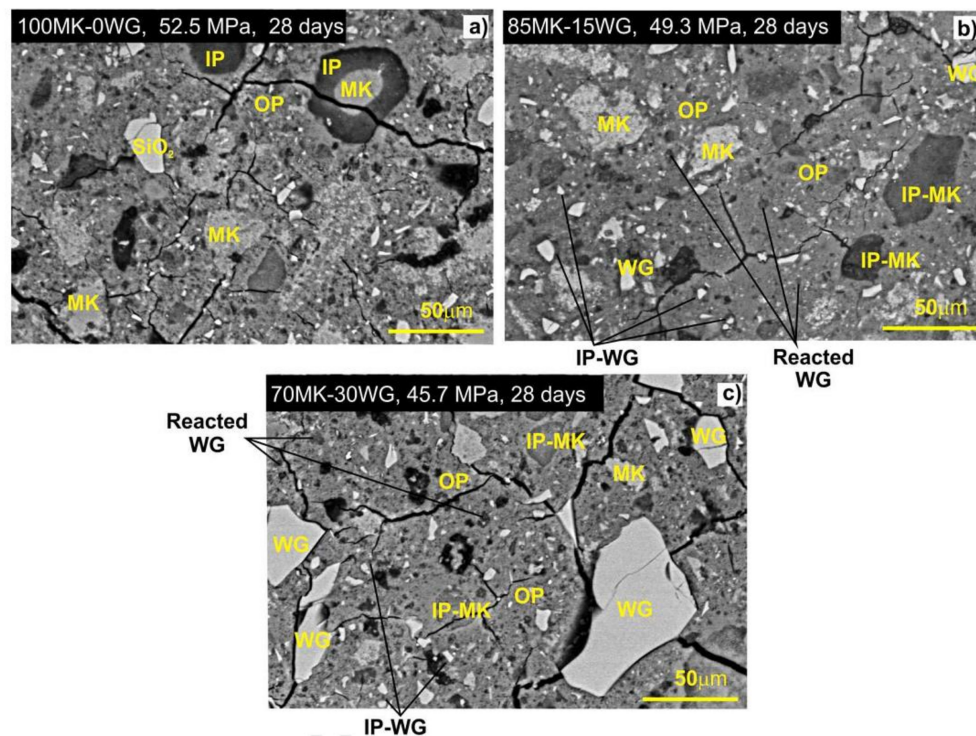 100MK-0WG, 52.5 MPa, 28 days
a)
IP
IP
MK
OP
SiO₂
MK
MK
50μm
85MK-15WG, 49.3 MPa, 28 days
b)
WG
MK
MK
OP
IP-MK
WG
IP-MK
50μm
IP-WG
Reacted
WG
70MK-30WG, 45.7 MPa, 28 days
c)
Reacted
WG
IP-MK
WG
MK
OP
WG
IP-MK
OP
WG
WG
50μm
IP-WG